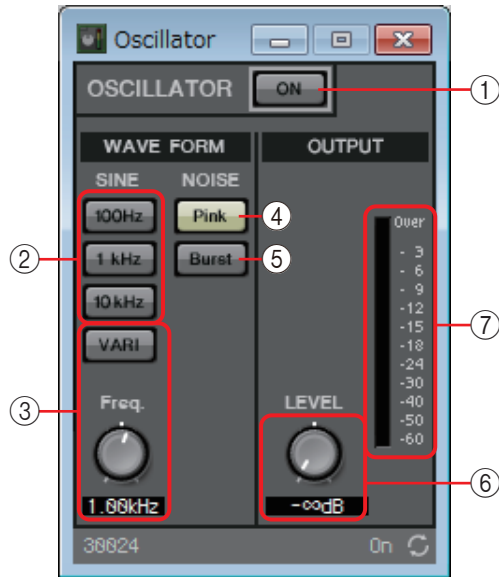 Oscillator
OSCILLATOR ON
①
WAVE FORM
OUTPUT
SINE NOISE
100Hz Pink
④
1 kHz Burst
②
⑤
10 kHz
VARI
③
Freq.
1.00kHz
Over
- 3
- 6
- 9
-12
-15
-18
-24
-30
-40
-50
-60
⑦
LEVEL
-∞dB
⑥
30024 On